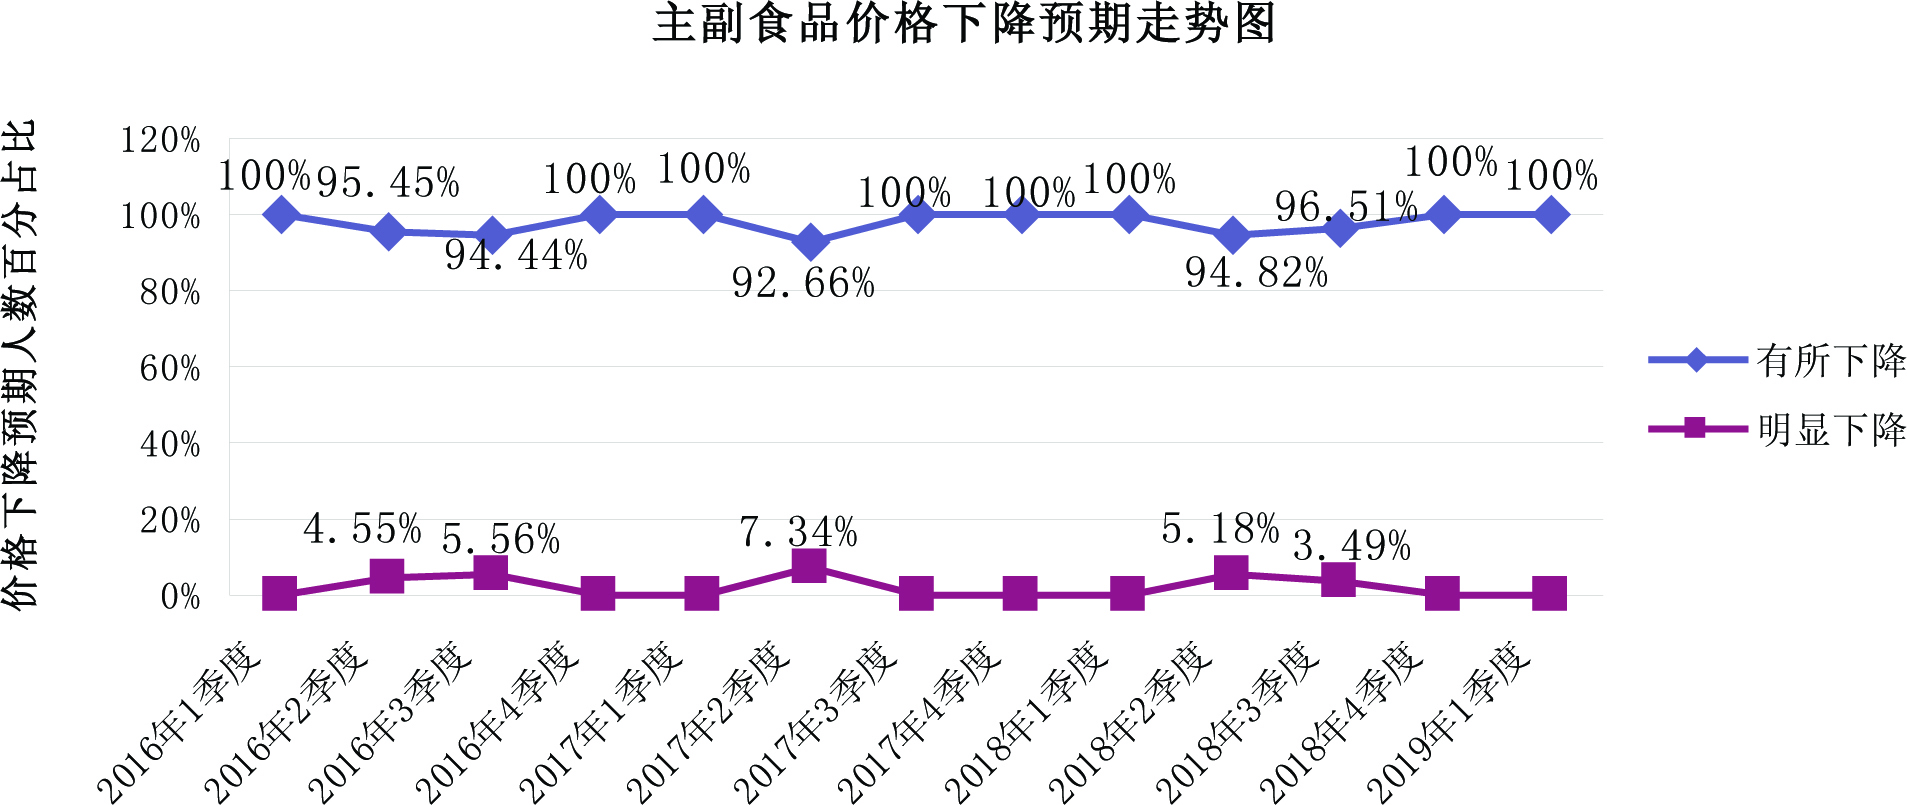 主副食品价格下降预期走势图
价格下降预期人数百分占比
120%
100%
80%
60%
40%
20%
0%
100%
95.45%
94.44%
100%
100%
92.66%
100%
100%
100%
94.82%
96.51%
100%
100%
4.55%
5.56%
7.34%
5.18%
3.49%
2016年1季度
2016年2季度
2016年3季度
2016年4季度
2017年1季度
2017年2季度
2017年3季度
2017年4季度
2018年1季度
2018年2季度
2018年3季度
2018年4季度
2019年1季度
有所下降
明显下降